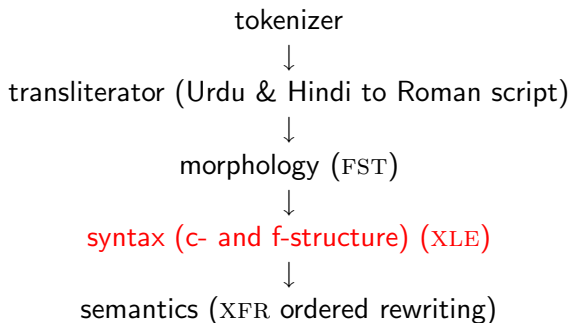 tokenizer
↓
transliterator (Urdu & Hindi to Roman script)
↓
morphology (FST)
↓
syntax (c- and f-structure) (XLE)
↓
semantics (XFR ordered rewriting)